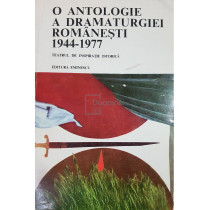 O ANTOLOGIE
A DRAMATURGIEI
ROMÂNEȘTI
1944-1977
TEATRUL DE INSPIRAȚIE ISTORICĂ
EDITURA EMINESCU